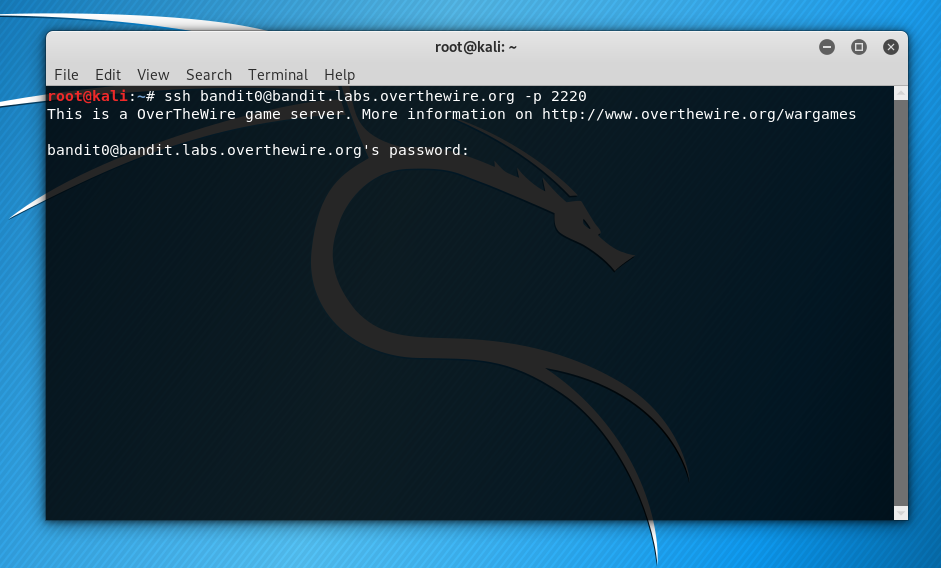 root@kali: ~
File Edit View Search Terminal Help
root@kali:~# ssh bandit0@bandit.labs.overthewire.org -p 2220
This is a OverTheWire game server. More information on http://www.overthewire.org/wargames
bandit0@bandit.labs.overthewire.org's password: